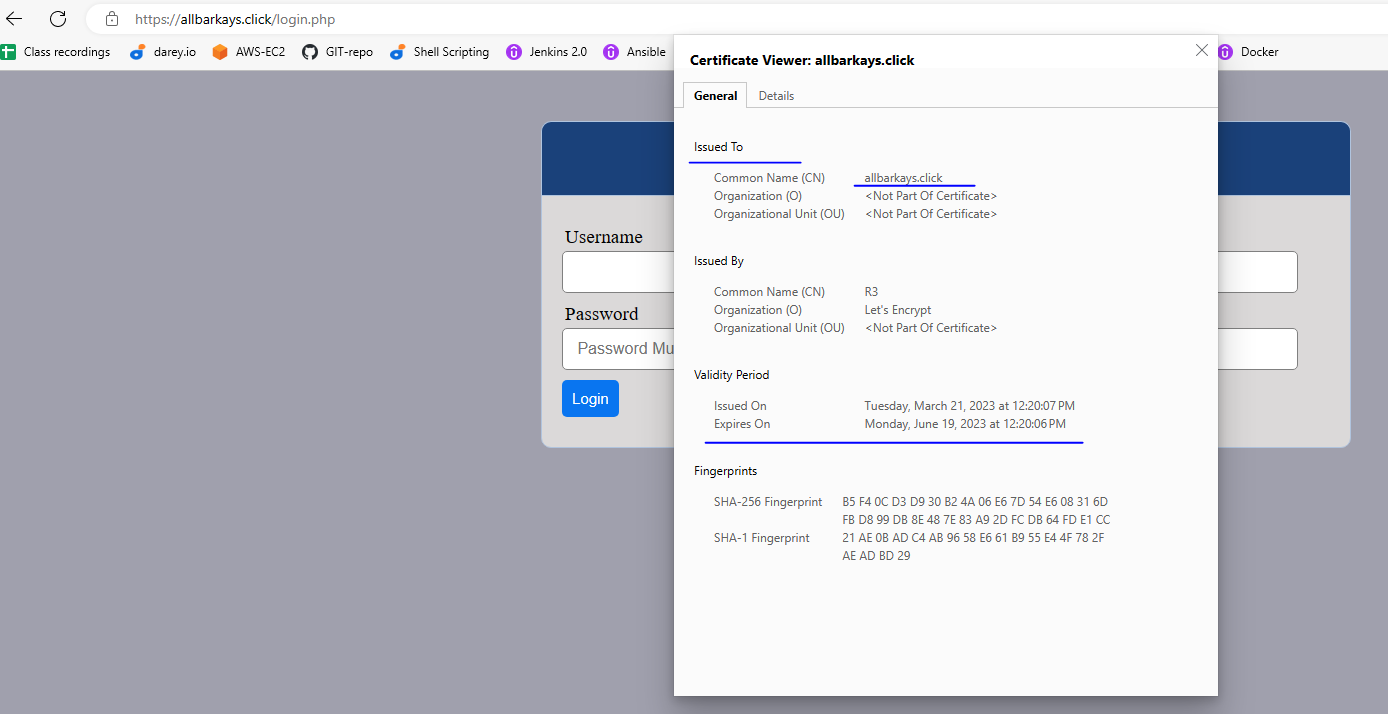 https://allbarkays.click/login.php
Class recordings darey.io AWS-EC2 GIT-repo Shell Scripting Jenkins 2.0 Ansible Docker
Certificate Viewer: allbarkays.click
General Details
Issued To
Common Name (CN) allbarkays.click
Organization (O) <Not Part Of Certificate>
Organizational Unit (OU) <Not Part Of Certificate>
Issued By
Common Name (CN) R3
Organization (O) Let's Encrypt
Organizational Unit (OU) <Not Part Of Certificate>
Validity Period
Issued On Tuesday, March 21, 2023 at 12:20:07 PM
Expires On Monday, June 19, 2023 at 12:20:06 PM
Fingerprints
SHA-256 Fingerprint B5 F4 0C D3 D9 30 B2 4A 06 E6 7D 54 E6 08 31 6D
FB D8 99 DB 8E 48 7E 83 A9 2D FC DB 64 FD E1 CC
SHA-1 Fingerprint 21 AE 0B AD C4 AB 96 58 E6 61 B9 55 E4 4F 78 2F
AE AD BD 29
Username
Password
Password Mu
Login